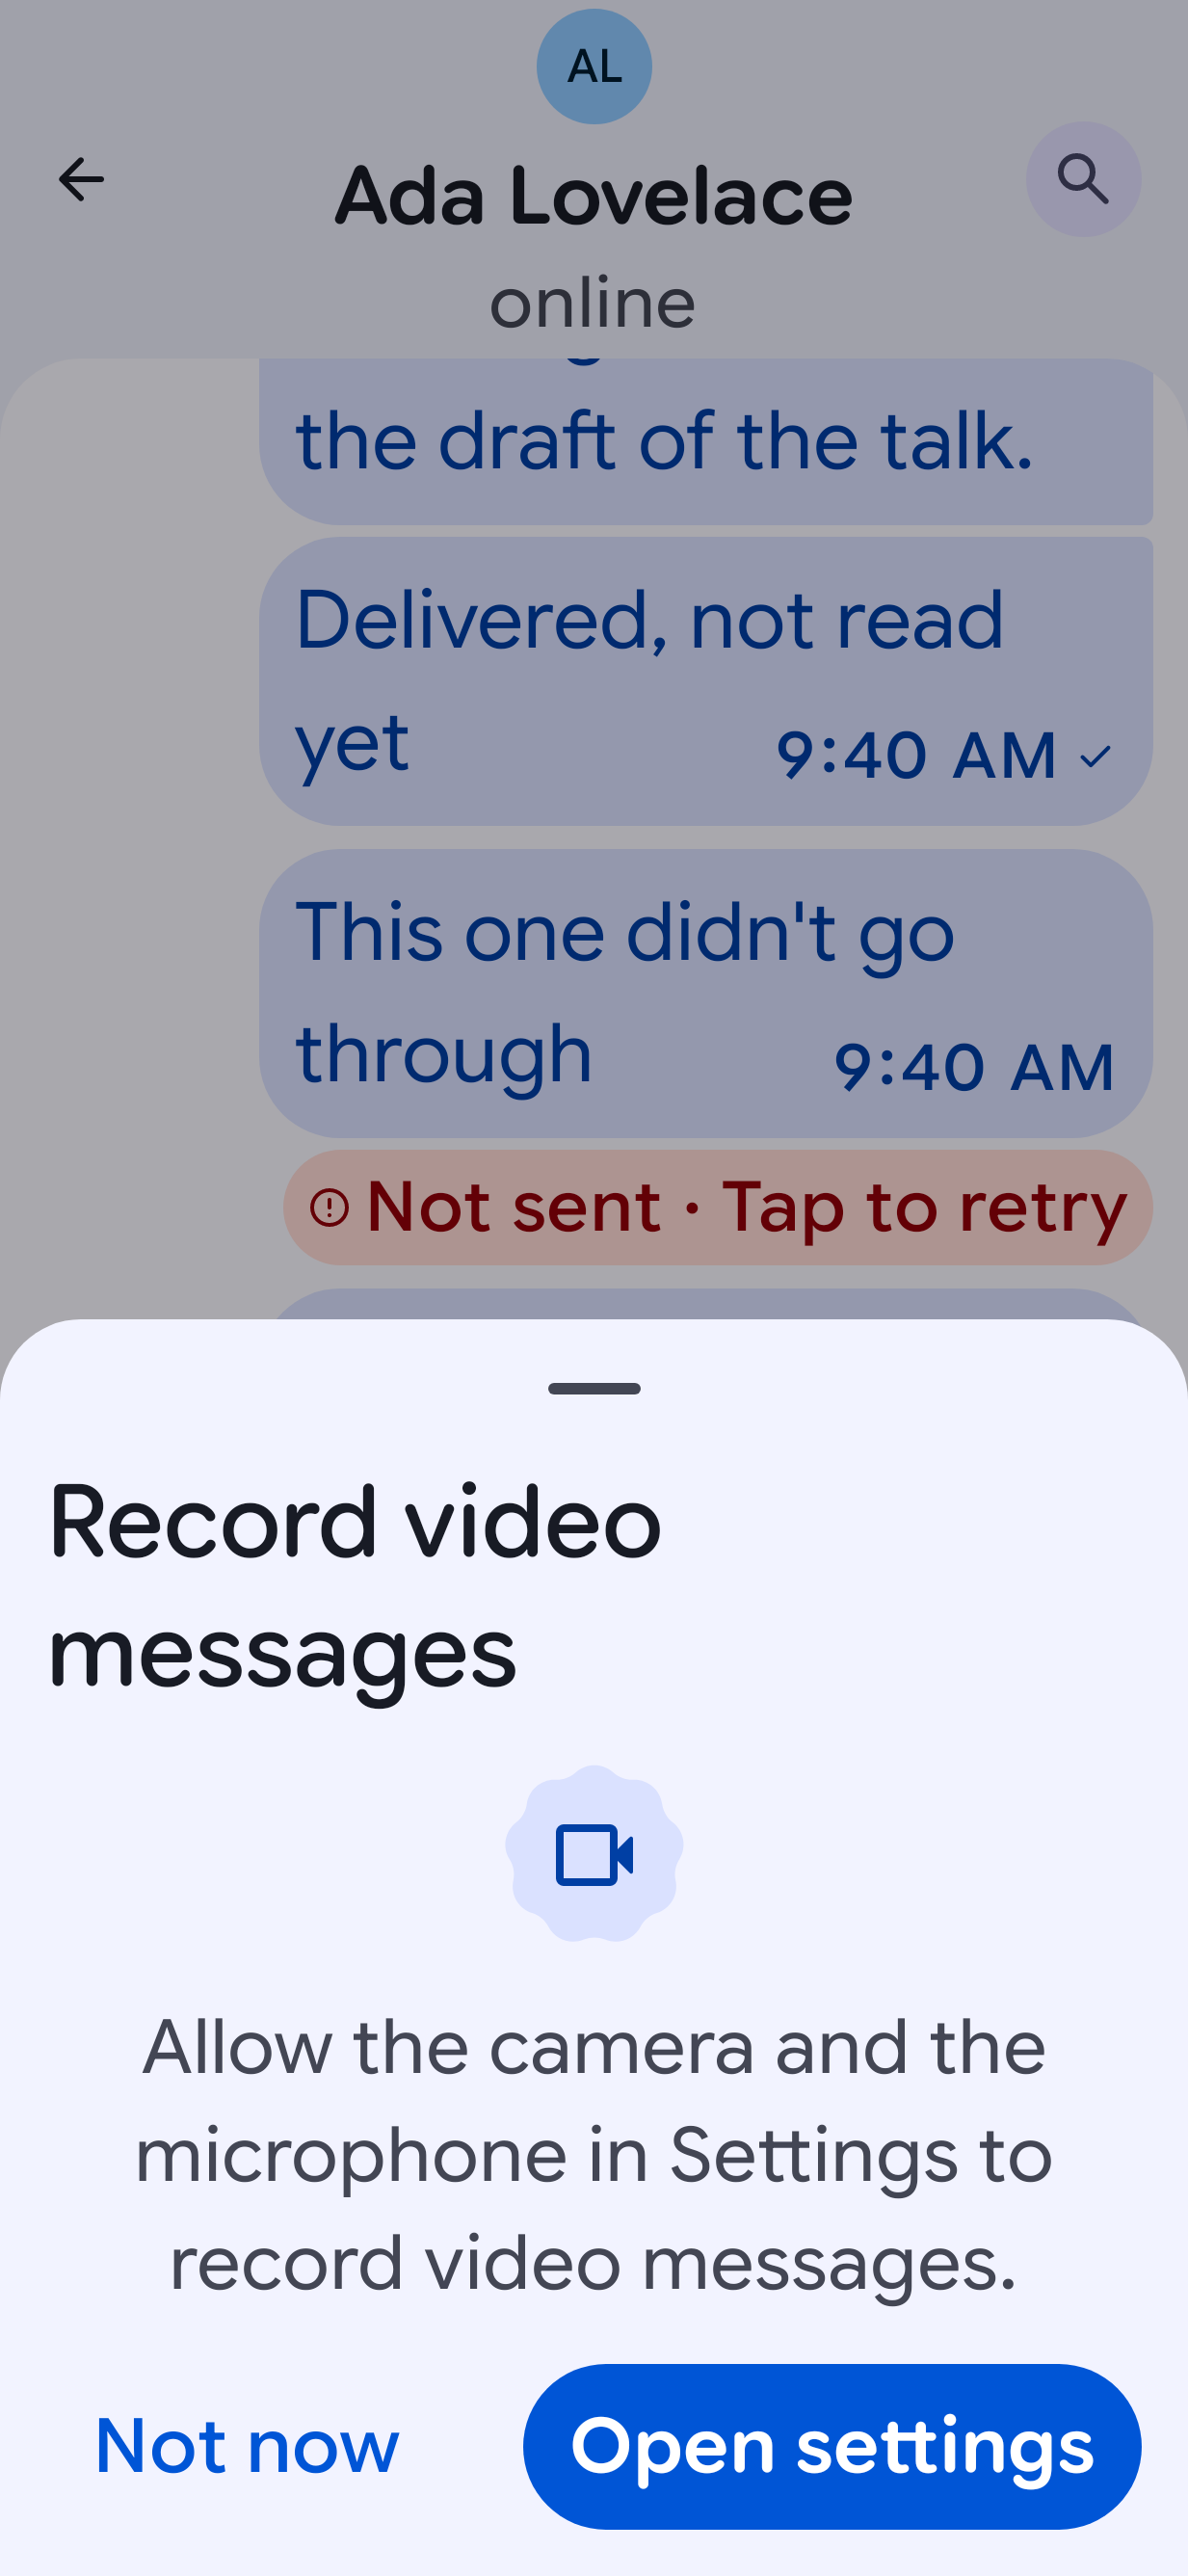 AL
Ada Lovelace
online
the draft of the talk.
Delivered, not read
yet 9:40 AM
This one didn't go
through 9:40 AM
Not sent · Tap to retry
Record video
messages
Allow the camera and the
microphone in Settings to
record video messages.
Not now
Open settings